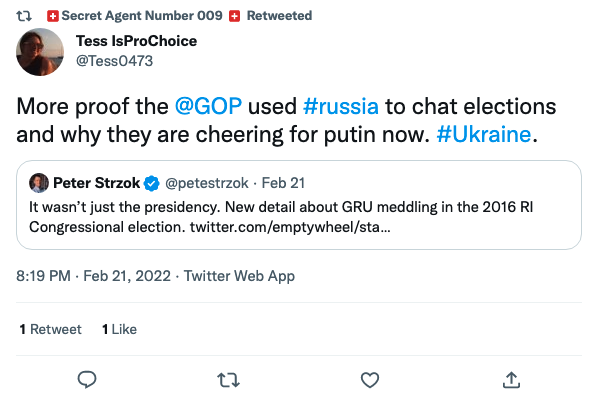 Secret Agent Number 009 Retweeted
Tess IsProChoice
@Tess0473
More proof the @GOP used #russia to chat elections
and why they are cheering for putin now. #Ukraine.
Peter Strzok @petestrzok · Feb 21
It wasn't just the presidency. New detail about GRU meddling in the 2016 RI
Congressional election. twitter.com/emptywheel/sta…
8:19 PM · Feb 21, 2022 · Twitter Web App
1 Retweet 1 Like